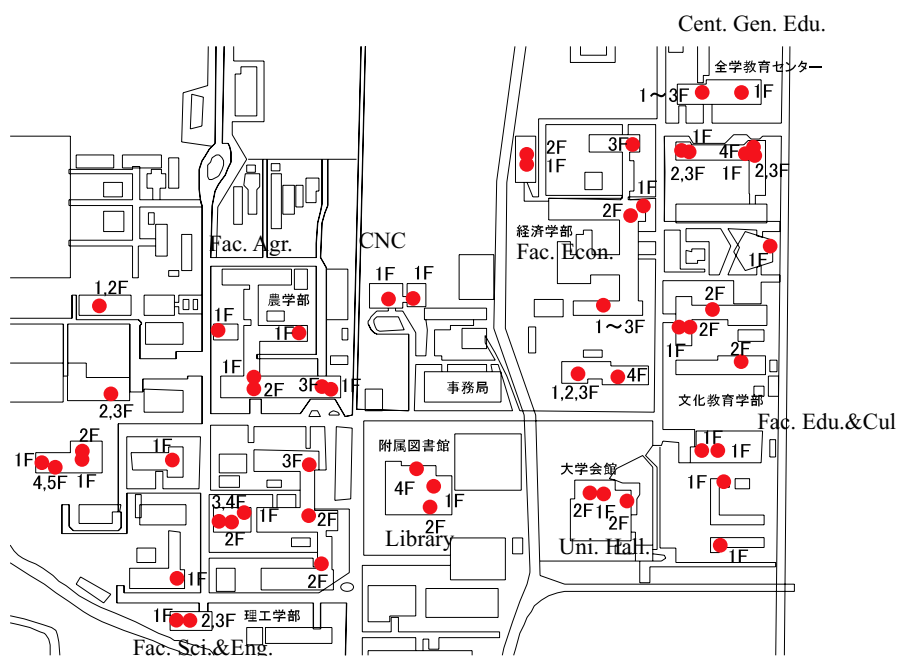 Cent. Gen. Edu.
全学教育センター
1～3F
1F
2F
1F
3F
1F
4F
2,3F
1F
2,3F
1F
2F
経済学部
Fac. Econ.
1F
Fac. Agr.
CNC
1F
1F
農学部
1,2F
1F
1F
1～3F
2F
1F
2F
1F
2F
3F
1F
事務局
1,2,3F
4F
2F
2,3F
文化教育学部
Fac. Edu.&Cul
2F
1F
4,5F
1F
1F
3F
附属図書館
4F
1F
2F
Library
大学会館
2F
1F
2F
Uni. Hall.
1F
1F
3,4F
2F
1F
2F
2F
1F
1F
1F
2,3F
理工学部
Fac. Sci.&Eng.